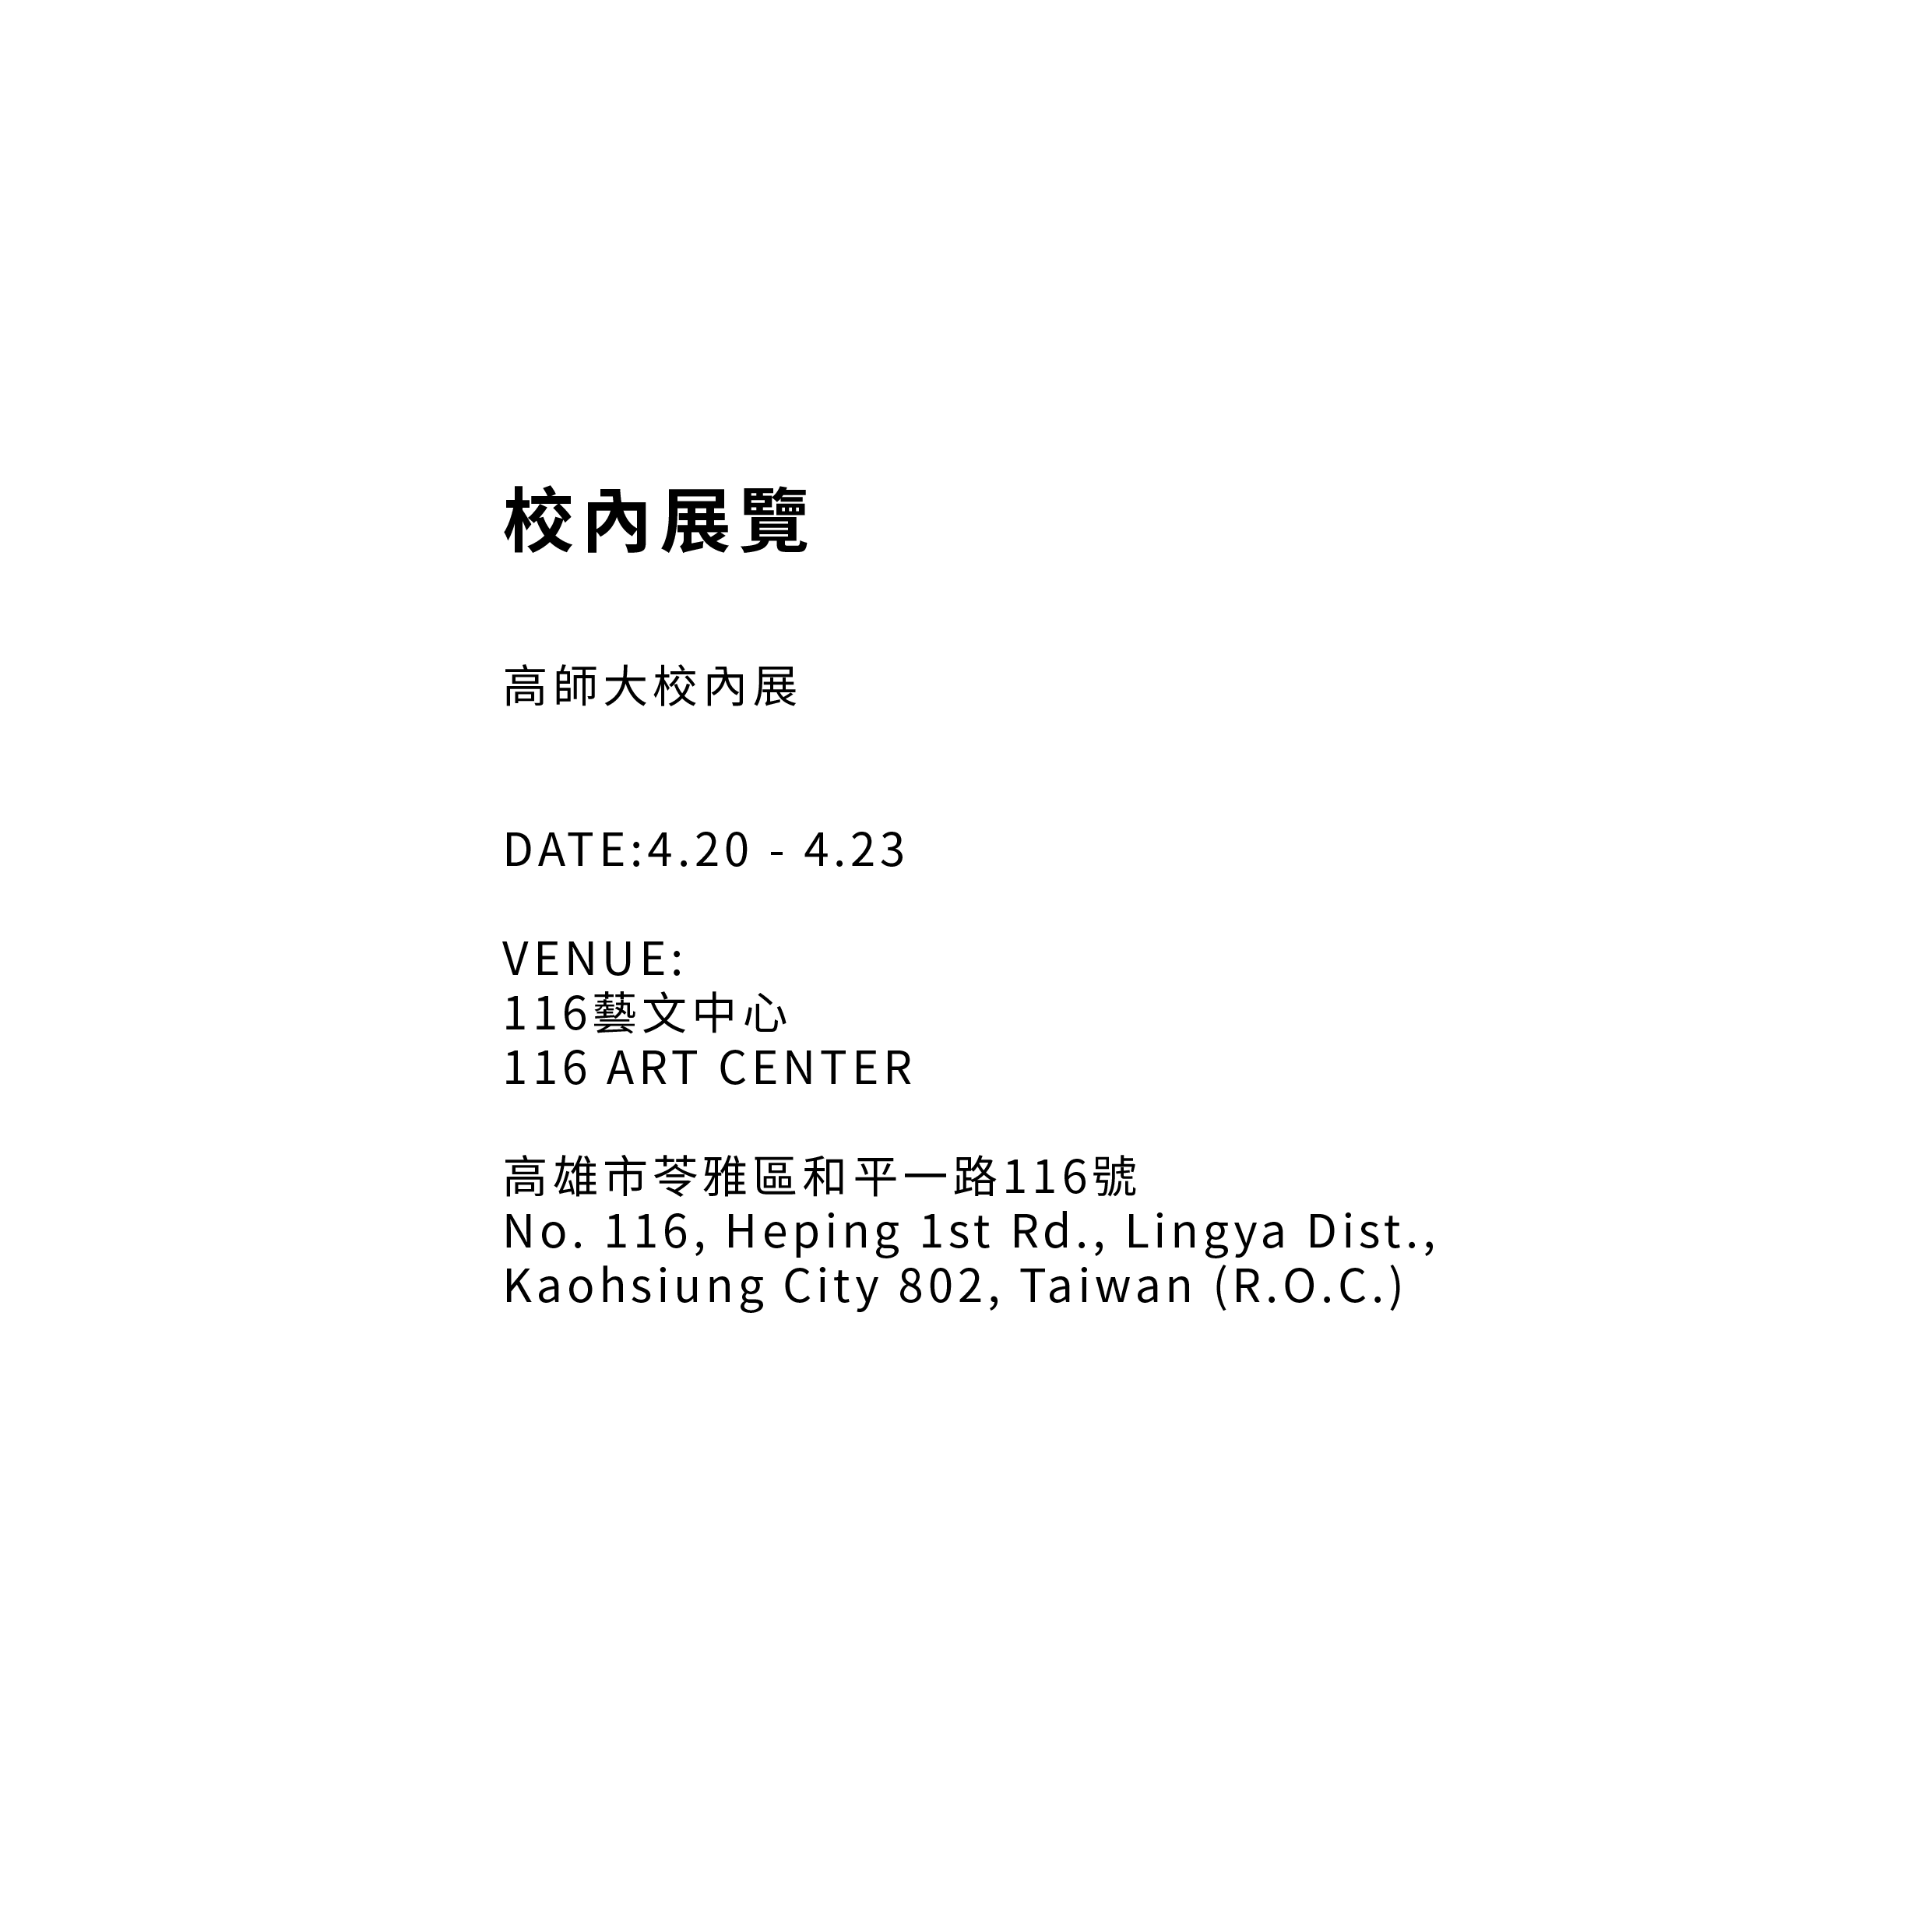 校內展覽
高師大校內展
DATE:4.20 - 4.23
VENUE:
116藝文中心
116 ART CENTER
高雄市苓雅區和平一路116號
No. 116, Heping 1st Rd., Lingya Dist.,
Kaohsiung City 802, Taiwan (R.O.C.)